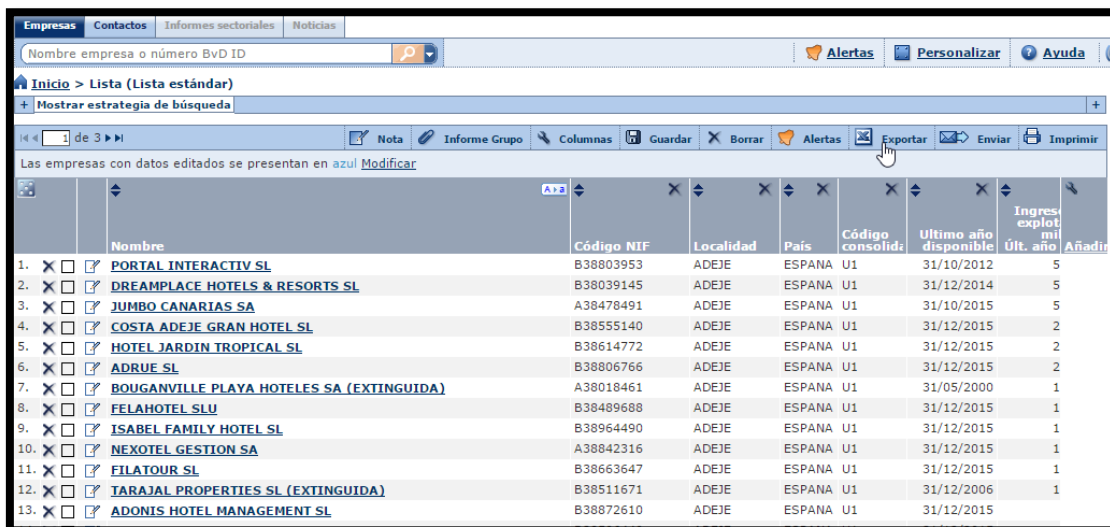 Empresas Contactos Informes sectoriales Noticias
Nombre empresa o número BvD ID Alertas Personalizar Ayuda
Inicio > Lista (Lista estándar)
+ Mostrar estrategia de búsqueda +
1 de 3 Nota Informe Grupo Columnas Guardar Borrar Alertas Exportar Enviar Imprimir
Las empresas con datos editados se presentan en azul Modificar
Nombre Código NIF Localidad País Código consolida Ultimo año disponible Ingres explot mil Últ. año Añadir
1. PORTAL INTERACTIV SL B38803953 ADEJE ESPANA U1 31/10/2012 5
2. DREAMPLACE HOTELS & RESORTS SL B38039145 ADEJE ESPANA U1 31/12/2014 5
3. JUMBO CANARIAS SA A38478491 ADEJE ESPANA U1 31/10/2015 5
4. COSTA ADEJE GRAN HOTEL SL B38555140 ADEJE ESPANA U1 31/12/2015 2
5. HOTEL JARDIN TROPICAL SL B38614772 ADEJE ESPANA U1 31/12/2015 2
6. ADRUE SL B38806766 ADEJE ESPANA U1 31/12/2015 2
7. BOUGANVILLE PLAYA HOTELES SA (EXTINGUIDA) A38018461 ADEJE ESPANA U1 31/05/2000 1
8. FELAHOTEL SLU B38489688 ADEJE ESPANA U1 31/12/2015 1
9. ISABEL FAMILY HOTEL SL B38964490 ADEJE ESPANA U1 31/12/2015 1
10. NEXOTEL GESTION SA A38842316 ADEJE ESPANA U1 31/12/2015 1
11. FILATOUR SL B38663647 ADEJE ESPANA U1 31/12/2015 1
12. TARAJAL PROPERTIES SL (EXTINGUIDA) B38511671 ADEJE ESPANA U1 31/12/2006 1
13. ADONIS HOTEL MANAGEMENT SL B38872610 ADEJE ESPANA U1 31/12/2015